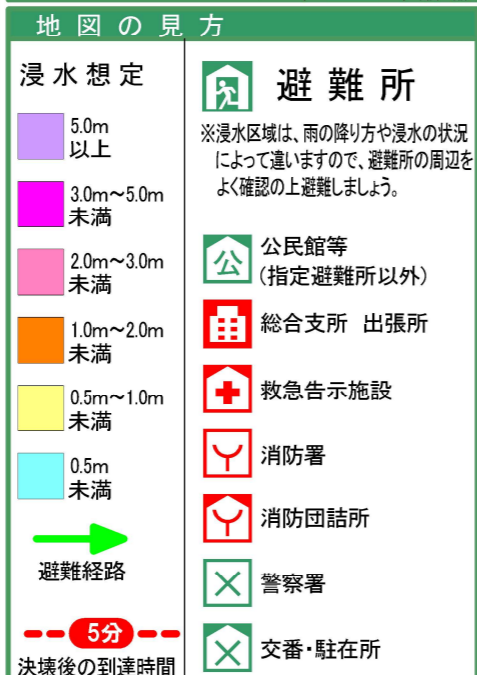 地図の見方
浸水想定
5.0m
以上
3.0m～5.0m
未満
2.0m～3.0m
未満
1.0m～2.0m
未満
0.5m～1.0m
未満
0.5m
未満
避難経路
5分
決壊後の到達時間
避難所
※浸水区域は、雨の降り方や浸水の状況
によって違いますので、避難所の周辺を
よく確認の上避難しましょう。
公
公民館等
(指定避難所以外)
総合支所 出張所
救急告示施設
消防署
消防団詰所
警察署
交番・駐在所